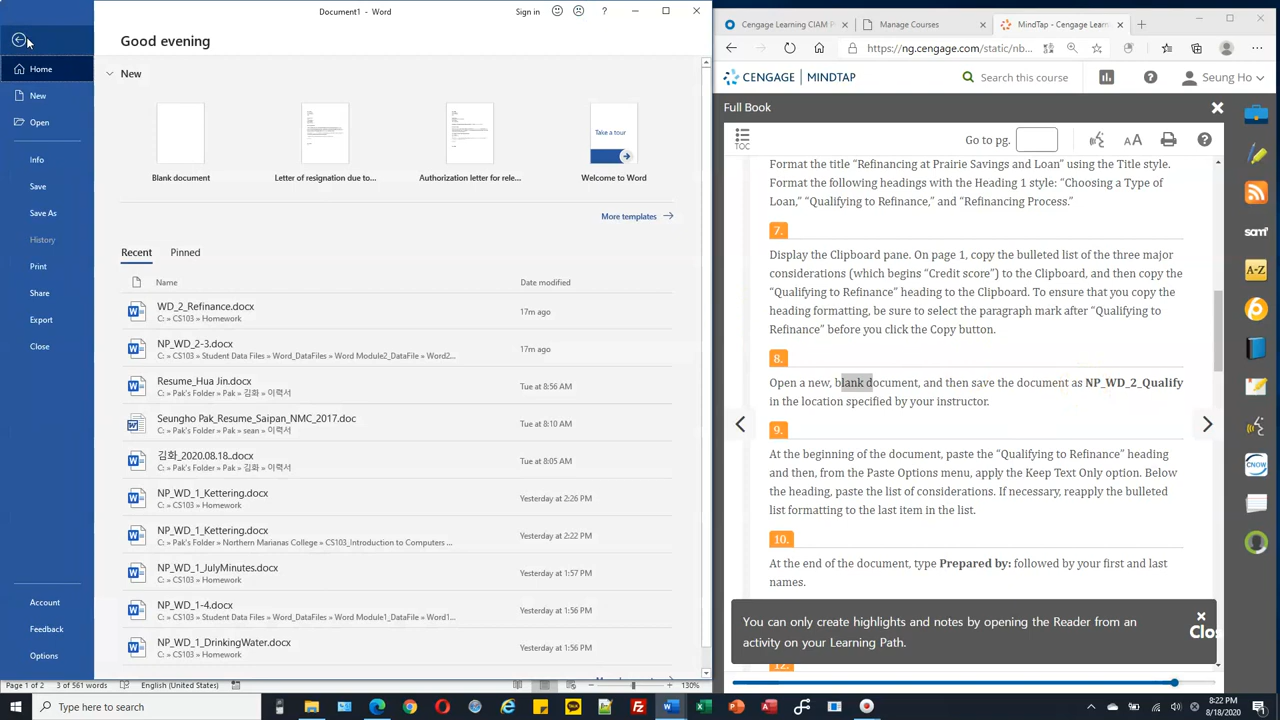 Document1 - Word
Sign in
?
Good evening
Home
New
Open
Info
Save
Save As
History
Print
Share
Export
Close
Account
Feedback
Options
New
Blank document
Letter of resignation due to...
Authorization letter for rele...
Take a tour
Welcome to Word
More templates
Recent
Pinned
Name
Date modified
WD_2_Refinance.docx
17m ago
C: » CS103 » Homework
NP_WD_2-3.docx
17m ago
C: » CS103 » Student Data Files » Word_DataFiles » Word Module2_DataFile » Word2...
Resume_Hua Jin.docx
Tue at 8:56 AM
C: » Pak's Folder » Pak » 김화 » 이력서
Seungho Pak_Resume_Saipan_NMC_2017.doc
Tue at 8:10 AM
C: » Pak's Folder » Pak » sean » 이력서
김화_2020.08.18..docx
Tue at 8:05 AM
C: » Pak's Folder » Pak » 김화 » 이력서
NP_WD_1_Kettering.docx
Yesterday at 2:26 PM
C: » CS103 » Homework
NP_WD_1_Kettering.docx
Yesterday at 2:22 PM
C: » Pak's Folder » Northern Marianas College » CS103_Introduction to Computers ...
NP_WD_1_JulyMinutes.docx
Yesterday at 1:57 PM
C: » CS103 » Homework
NP_WD_1-4.docx
Yesterday at 1:56 PM
C: » CS103 » Student Data Files » Word_DataFiles » Word Module1_DataFile » Word1...
NP_WD_1_DrinkingWater.docx
Yesterday at 1:56 PM
C: » CS103 » Homework
Page 1 of 2
3 of 561 words
English (United States)
130%
Cengage Learning CIAM P
Manage Courses
MindTap - Cengage Learn
https://ng.cengage.com/static/nb...
CENGAGE
MINDTAP
Search this course
Seung Ho
Full Book
TOC
Go to pg.
AA
Format the title “Refinancing at Prairie Savings and Loan” using the Title style.
Format the following headings with the Heading 1 style: “Choosing a Type of
Loan,” “Qualifying to Refinance,” and “Refinancing Process.”
7.
Display the Clipboard pane. On page 1, copy the bulleted list of the three major
considerations (which begins “Credit score”) to the Clipboard, and then copy the
“Qualifying to Refinance” heading to the Clipboard. To ensure that you copy the
heading formatting, be sure to select the paragraph mark after “Qualifying to
Refinance” before you click the Copy button.
8.
Open a new, blank document, and then save the document as NP_WD_2_Qualify
in the location specified by your instructor.
9.
At the beginning of the document, paste the “Qualifying to Refinance” heading
and then, from the Paste Options menu, apply the Keep Text Only option. Below
the heading, paste the list of considerations. If necessary, reapply the bulleted
list formatting to the last item in the list.
10.
At the end of the document, type Prepared by: followed by your first and last
names.
You can only create highlights and notes by opening the Reader from an
activity on your Learning Path.
Clos
12.
sam
A-Z
CNOW
Type here to search
8:22 PM
8/18/2020